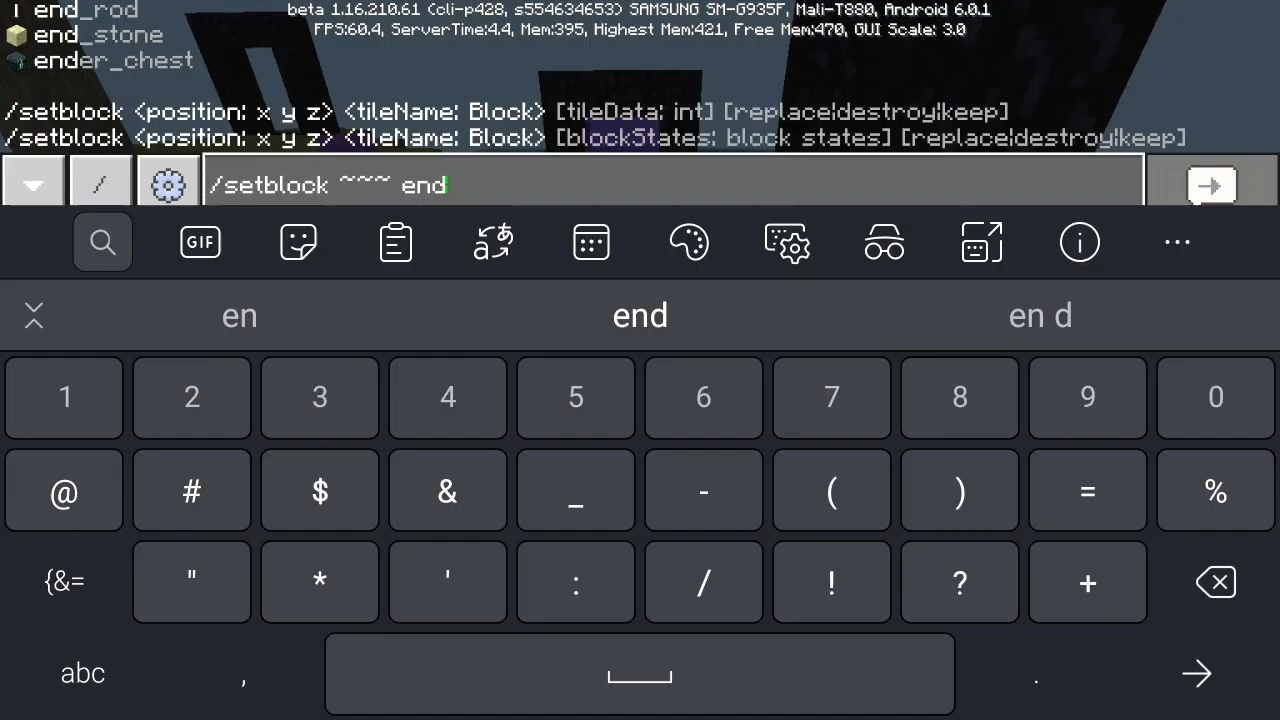 end_rod
beta 1.16.210.61 (cli-p428, s554634653) SAMSUNG SM-G935F, Mali-T880, Android 6.0.1
end_stone
FPS:60.4, ServerTime:4.4, Mem:395, Highest Mem:421, Free Mem:470, GUI Scale: 3.0
ender_chest
/setblock <position: x y z> <tileName: Block> [tileData: int] [replace|destroy|keep]
/setblock <position: x y z> <tileName: Block> [blockStates: block states] [replace|destroy|keep]
/ /setblock ~~~ end
GIF aあ
en end en d
1 2 3 4 5 6 7 8 9 0
@ # $ & _ - ( ) = %
{&= " * ' : / ! ? +
abc , .